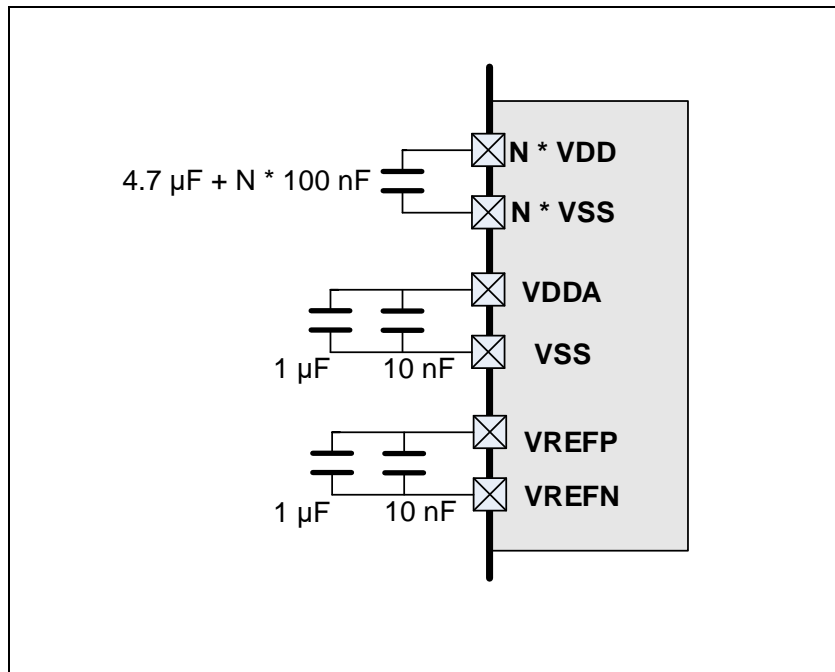 N * VDD
4.7 µF + N * 100 nF
N * VSS
VDDA
VSS
1 µF 10 nF
VREFP
VREFN
1 µF 10 nF